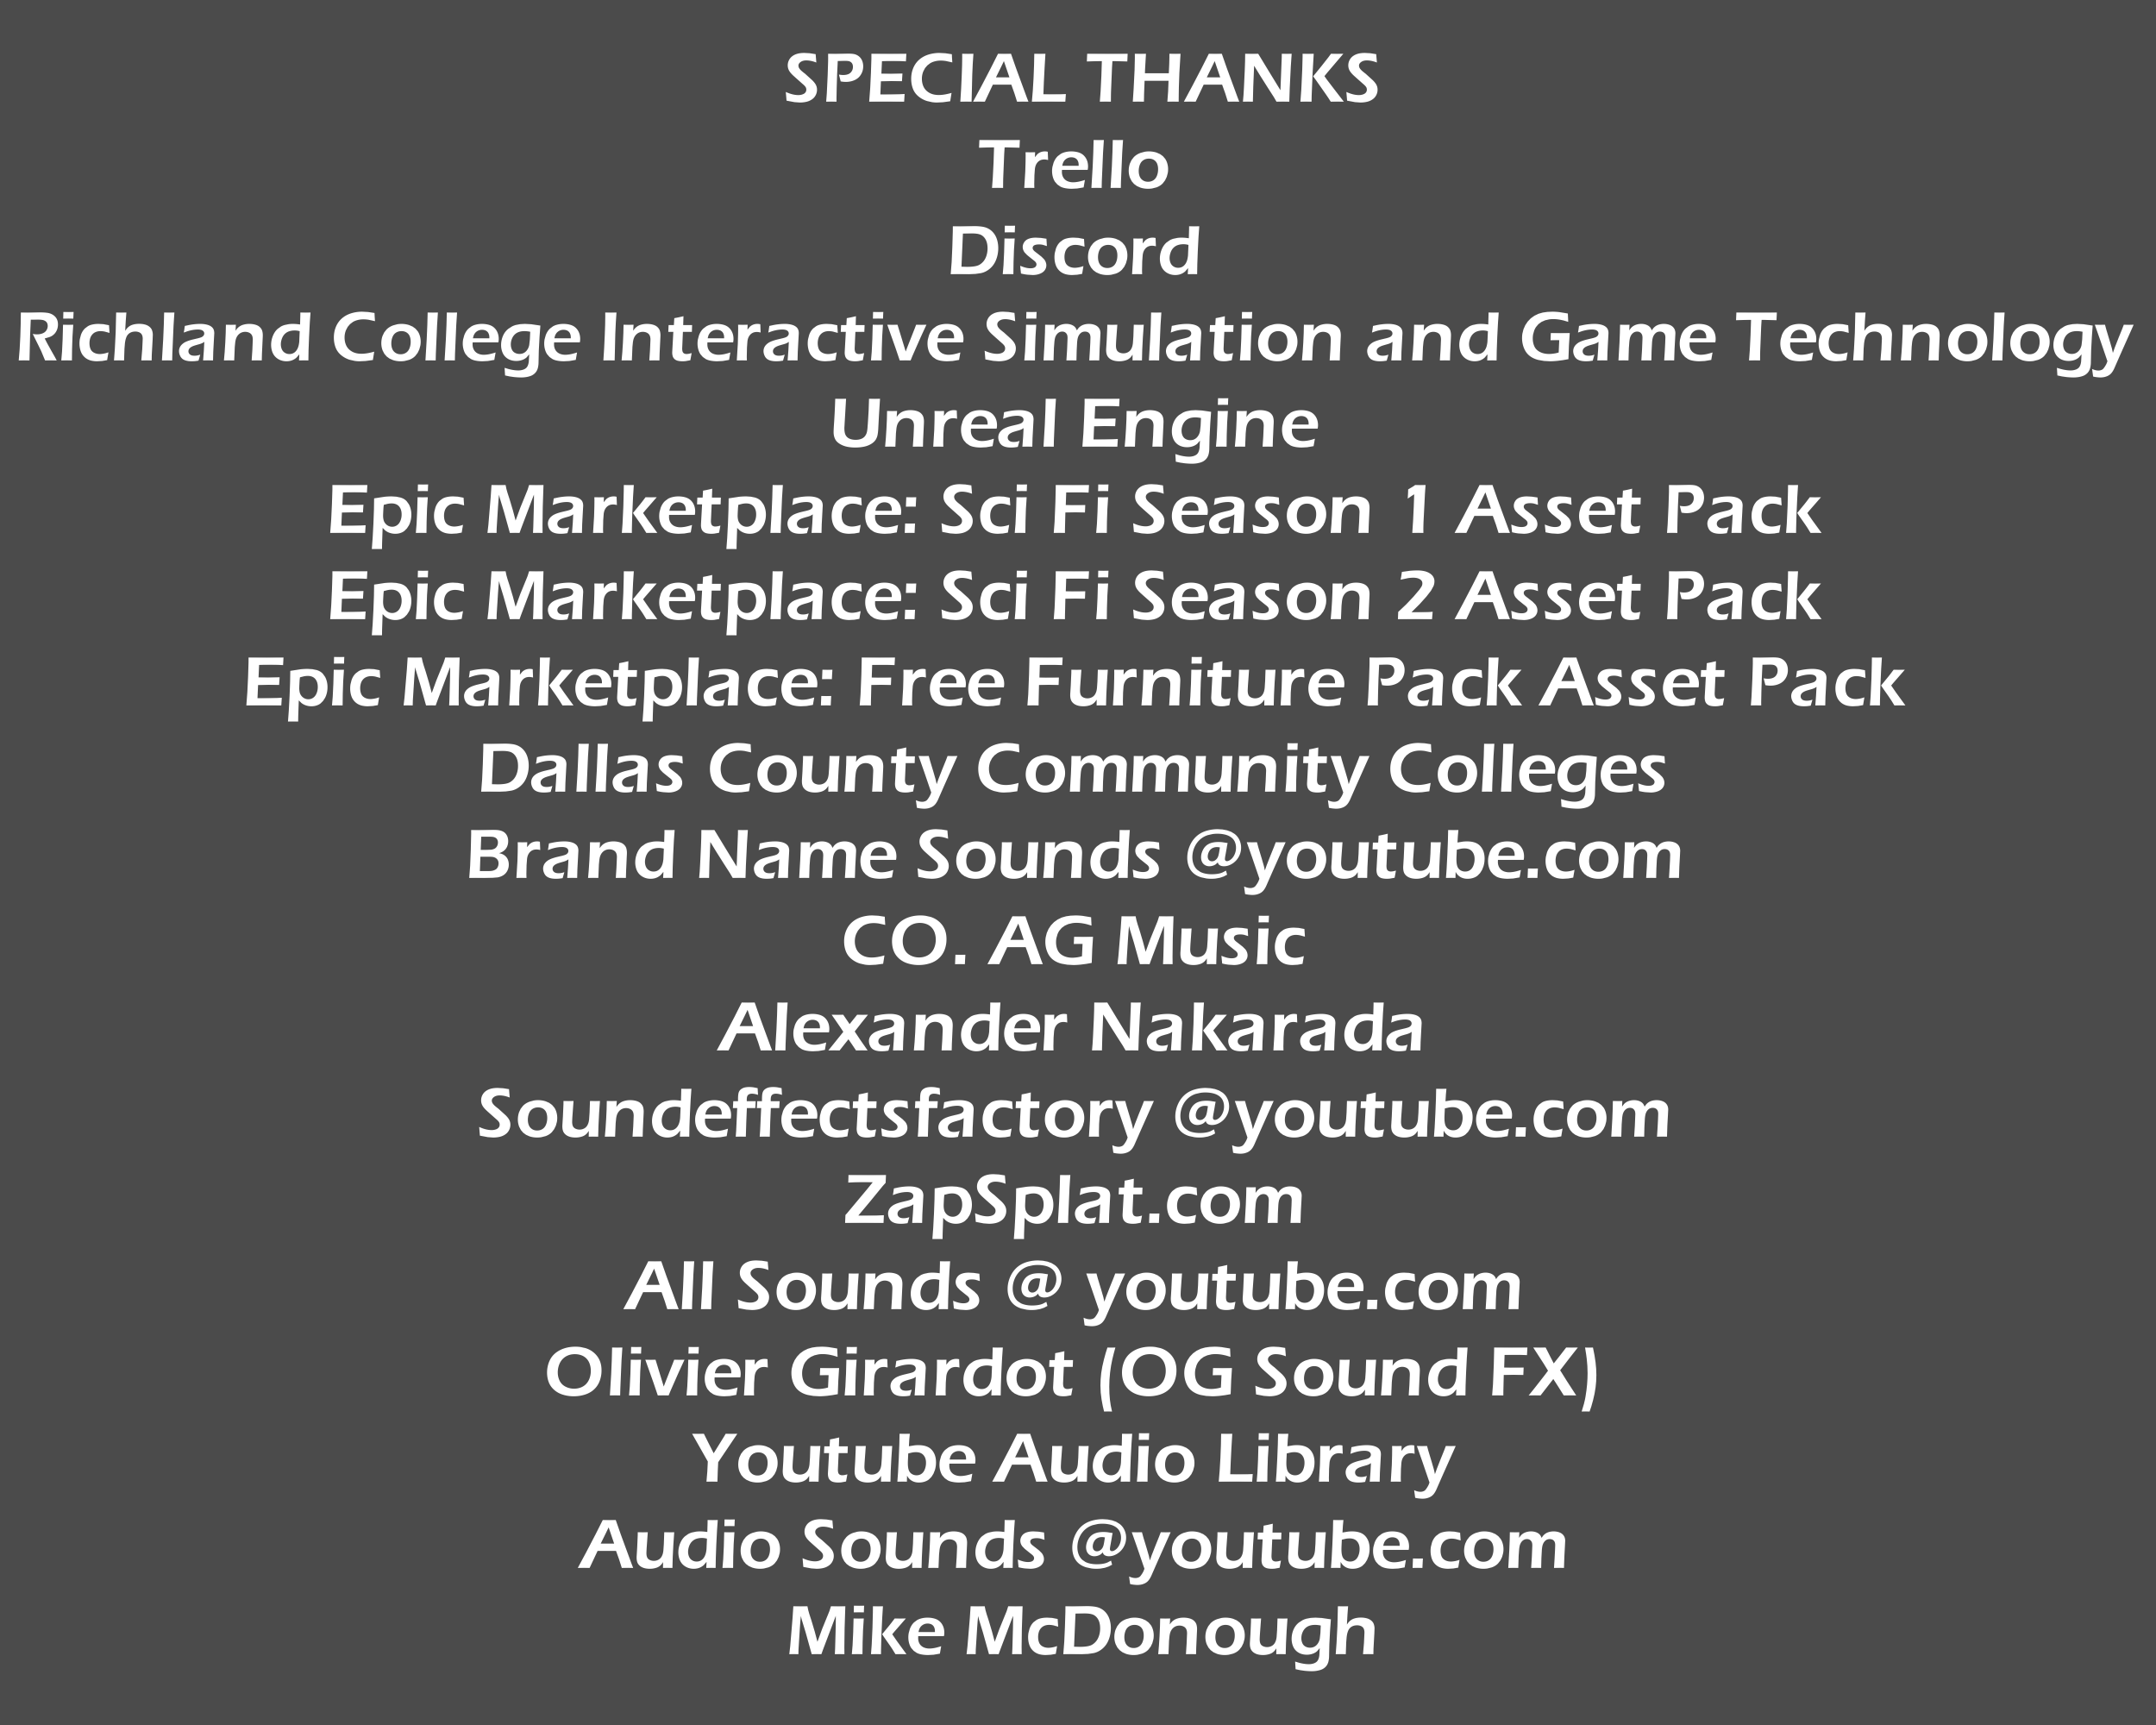 SPECIAL THANKS
Trello
Discord
Richland College Interactive Simulation and Game Technology
Unreal Engine
Epic Marketplace: Sci Fi Season 1 Asset Pack
Epic Marketplace: Sci Fi Season 2 Asset Pack
Epic Marketplace: Free Furniture Pack Asset Pack
Dallas County Community Colleges
Brand Name Sounds @youtube.com
CO. AG Music
Alexander Nakarada
Soundeffectsfactory @youtube.com
ZapSplat.com
All Sounds @ youtube.com
Olivier Girardot (OG Sound FX)
Youtube Audio Library
Audio Sounds @youtube.com
Mike McDonough